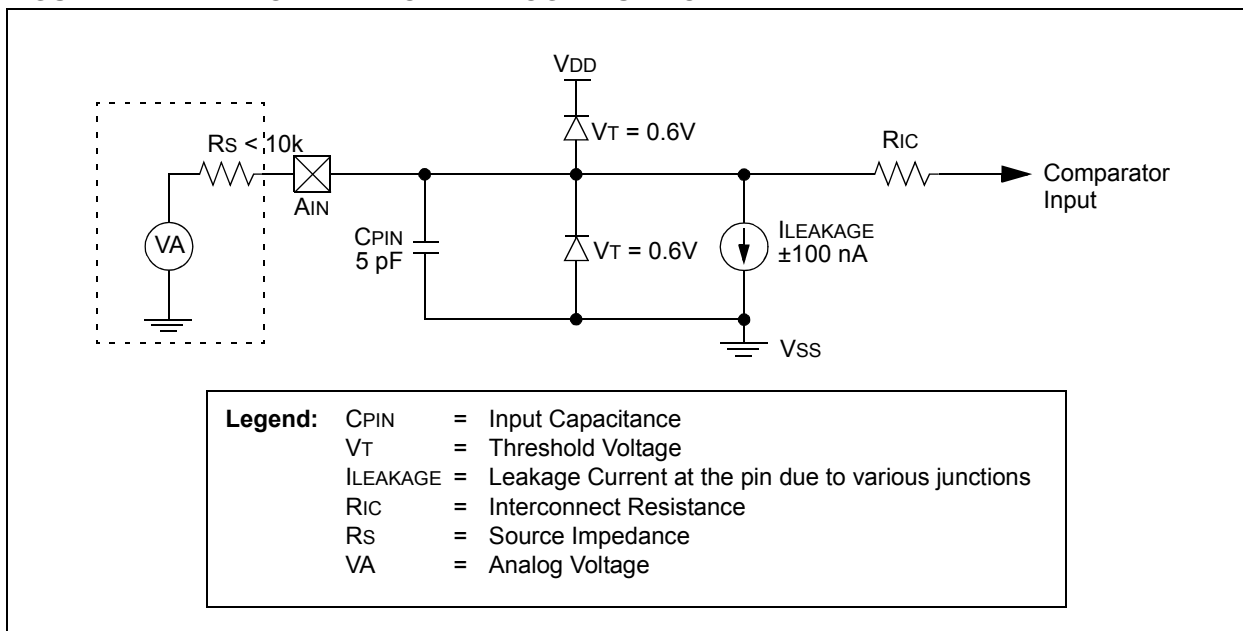 VDD
VT = 0.6V
RS < 10k
AIN
RIC
Comparator
Input
VA
CPIN
5 pF
VT = 0.6V
ILEAKAGE
±100 nA
VSS
Legend: CPIN = Input Capacitance
VT = Threshold Voltage
ILEAKAGE = Leakage Current at the pin due to various junctions
RIC = Interconnect Resistance
RS = Source Impedance
VA = Analog Voltage